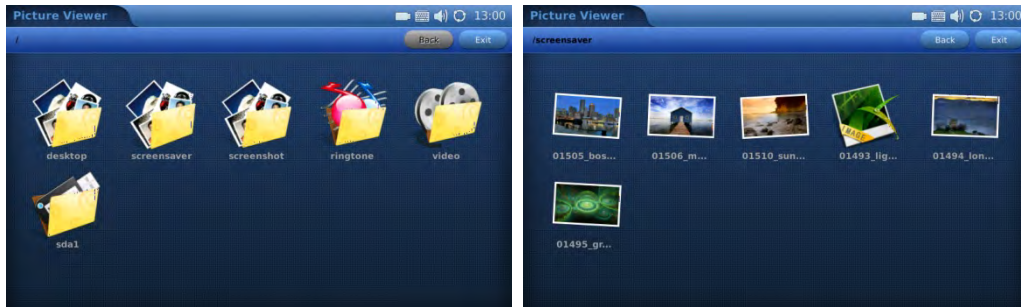 Picture Viewer 13:00
/ Back Exit
desktop screensaver screenshot ringtone video
sda1
Picture Viewer 13:00
/screensaver Back Exit
01505_bos... 01506_m... 01510_sun... 01493_lig... 01494_lon...
IMAGE
01495_gr...